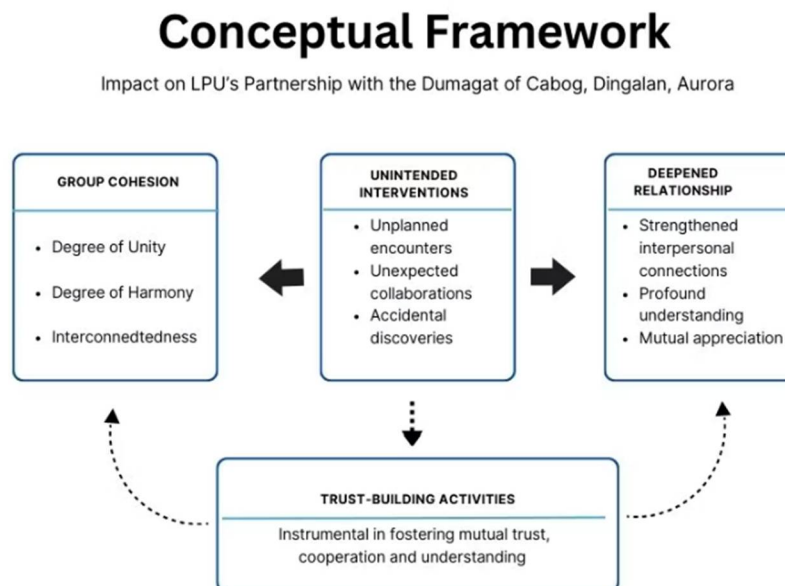 Conceptual Framework
Impact on LPU's Partnership with the Dumagat of Cabog, Dingalan, Aurora
GROUP COHESION
• Degree of Unity
• Degree of Harmony
• Interconnectedtedness
UNINTENDED
INTERVENTIONS
• Unplanned
encounters
• Unexpected
collaborations
• Accidental
discoveries
DEEPENED
RELATIONSHIP
• Strengthened
interpersonal
connections
• Profound
understanding
• Mutual appreciation
TRUST-BUILDING ACTIVITIES
Instrumental in fostering mutual trust,
cooperation and understanding